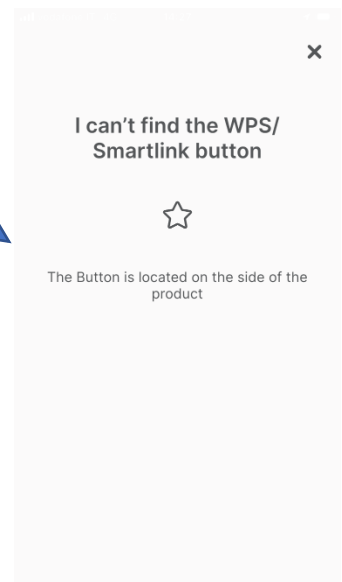 I can’t find the WPS/
Smartlink button
The Button is located on the side of the
product